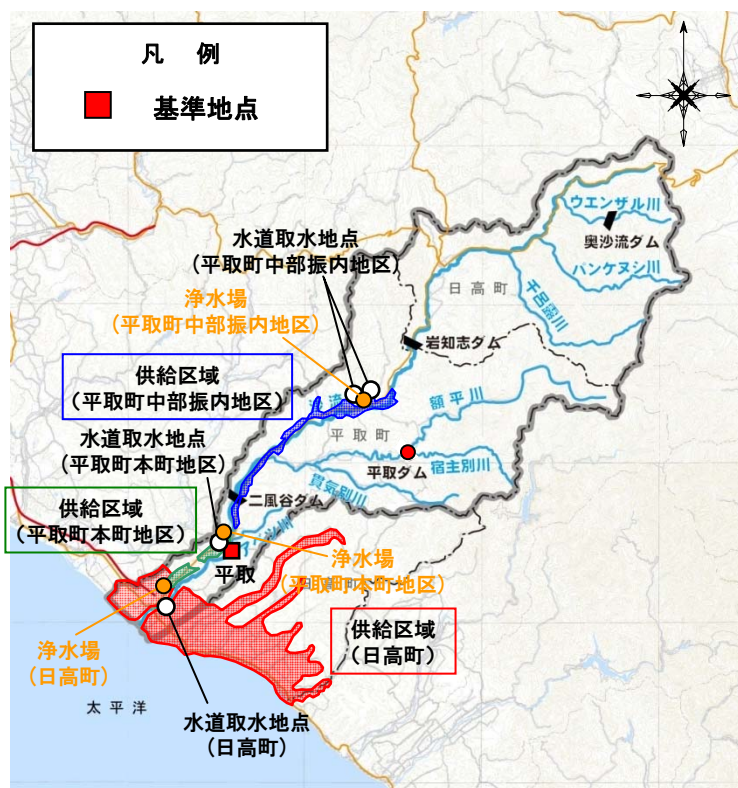 凡 例
基準地点
ウエンザル川
奥沙流ダム
パンケヌシ川
水道取水地点
(平取町中部振内地区)
日高町
千呂露川
浄水場
(平取町中部振内地区)
岩知志ダム
供給区域
(平取町中部振内地区)
額平川
水道取水地点
(平取町本町地区)
平取町
平取ダム
宿主別川
貫気別川
二風谷ダム
供給区域
(平取町本町地区)
浄水場
(平取町本町地区)
平取
供給区域
(日高町)
浄水場
(日高町)
太平洋
水道取水地点
(日高町)